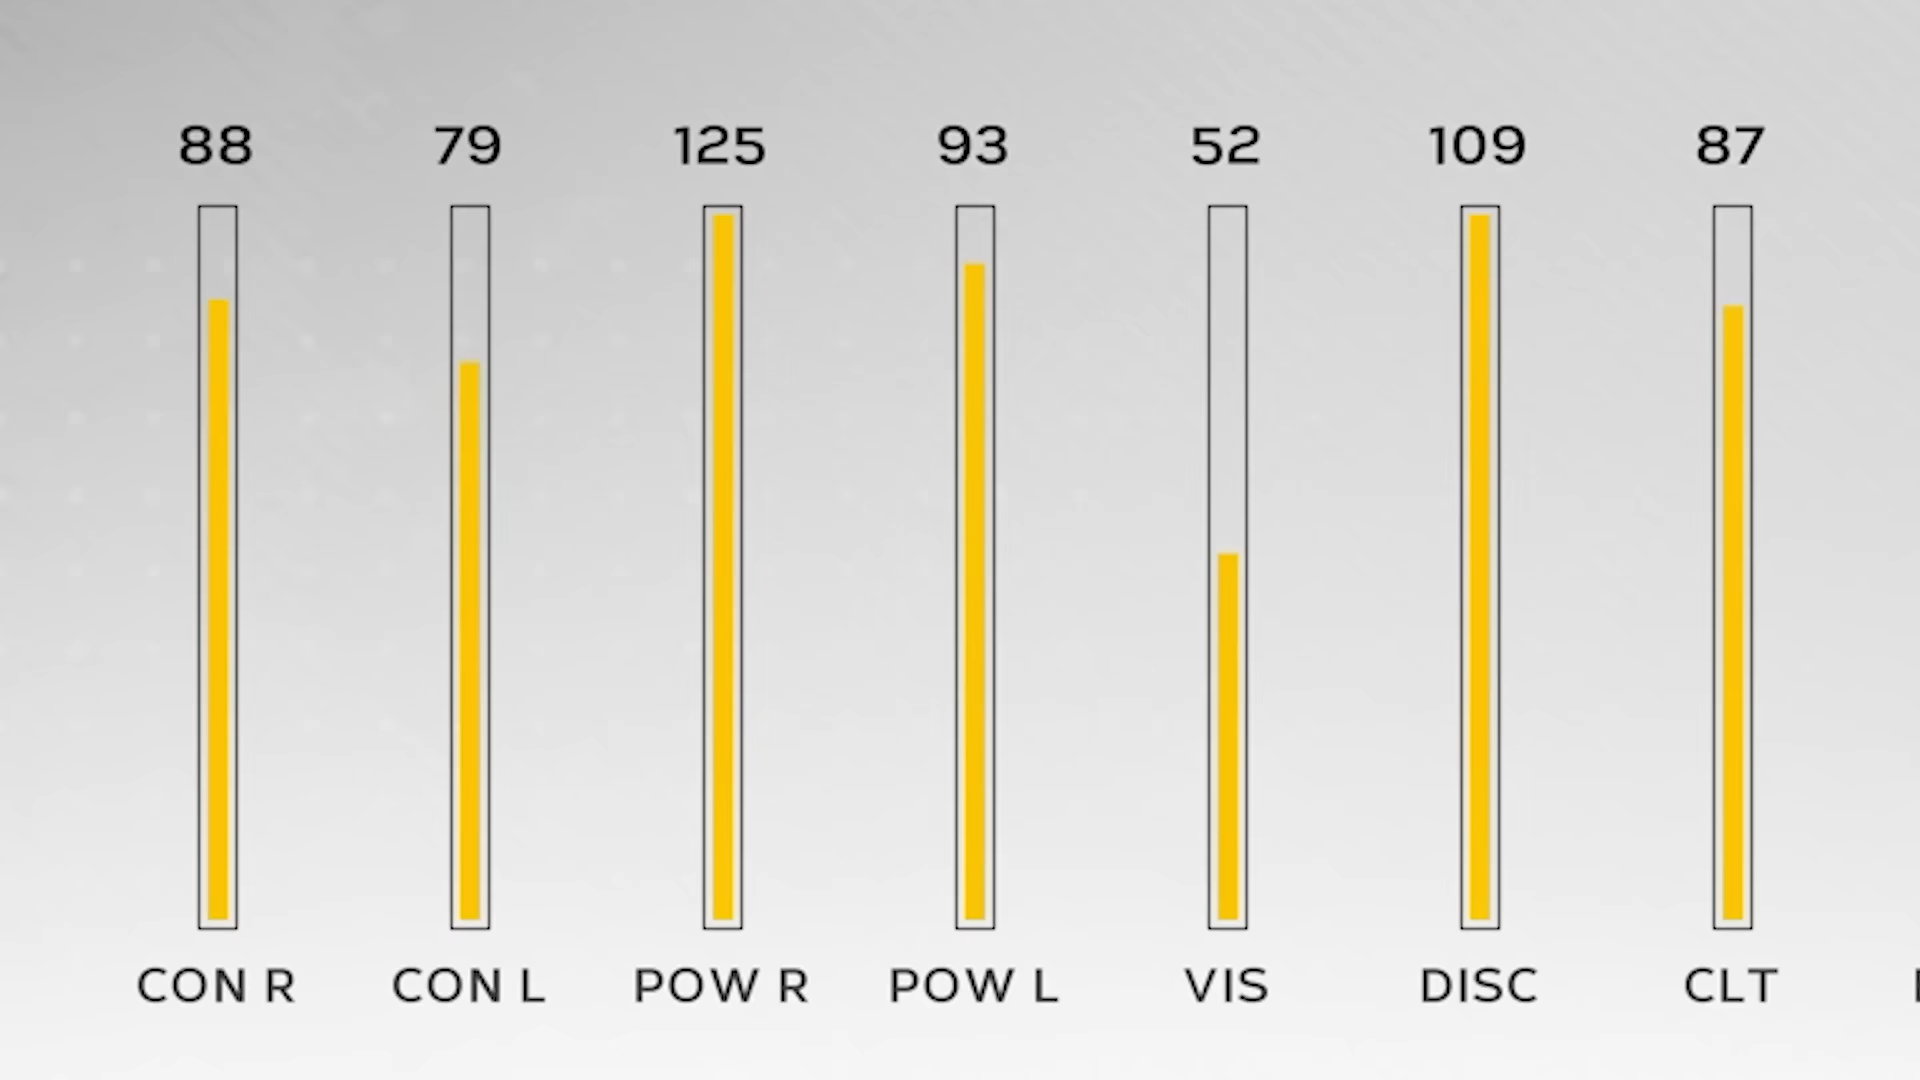 88 79 125 93 52 109 87
CON R CON L POW R POW L VIS DISC CLT